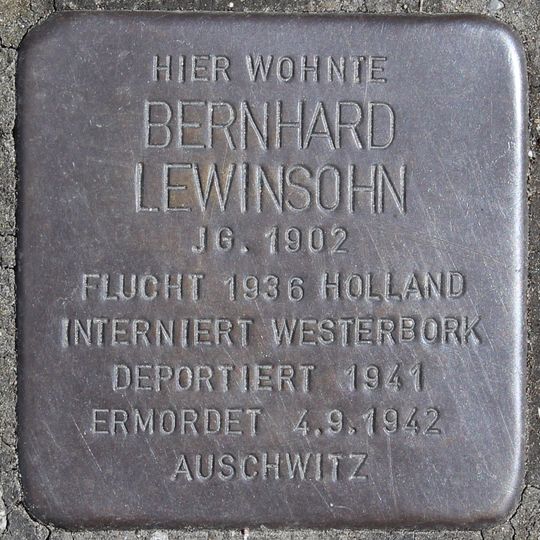 HIER WOHNTE
BERNHARD
LEWINSOHN
JG. 1902
FLUCHT 1936 HOLLAND
INTERNIERT WESTERBORK
DEPORTIERT 1941
ERMORDET 4.9.1942
AUSCHWITZ